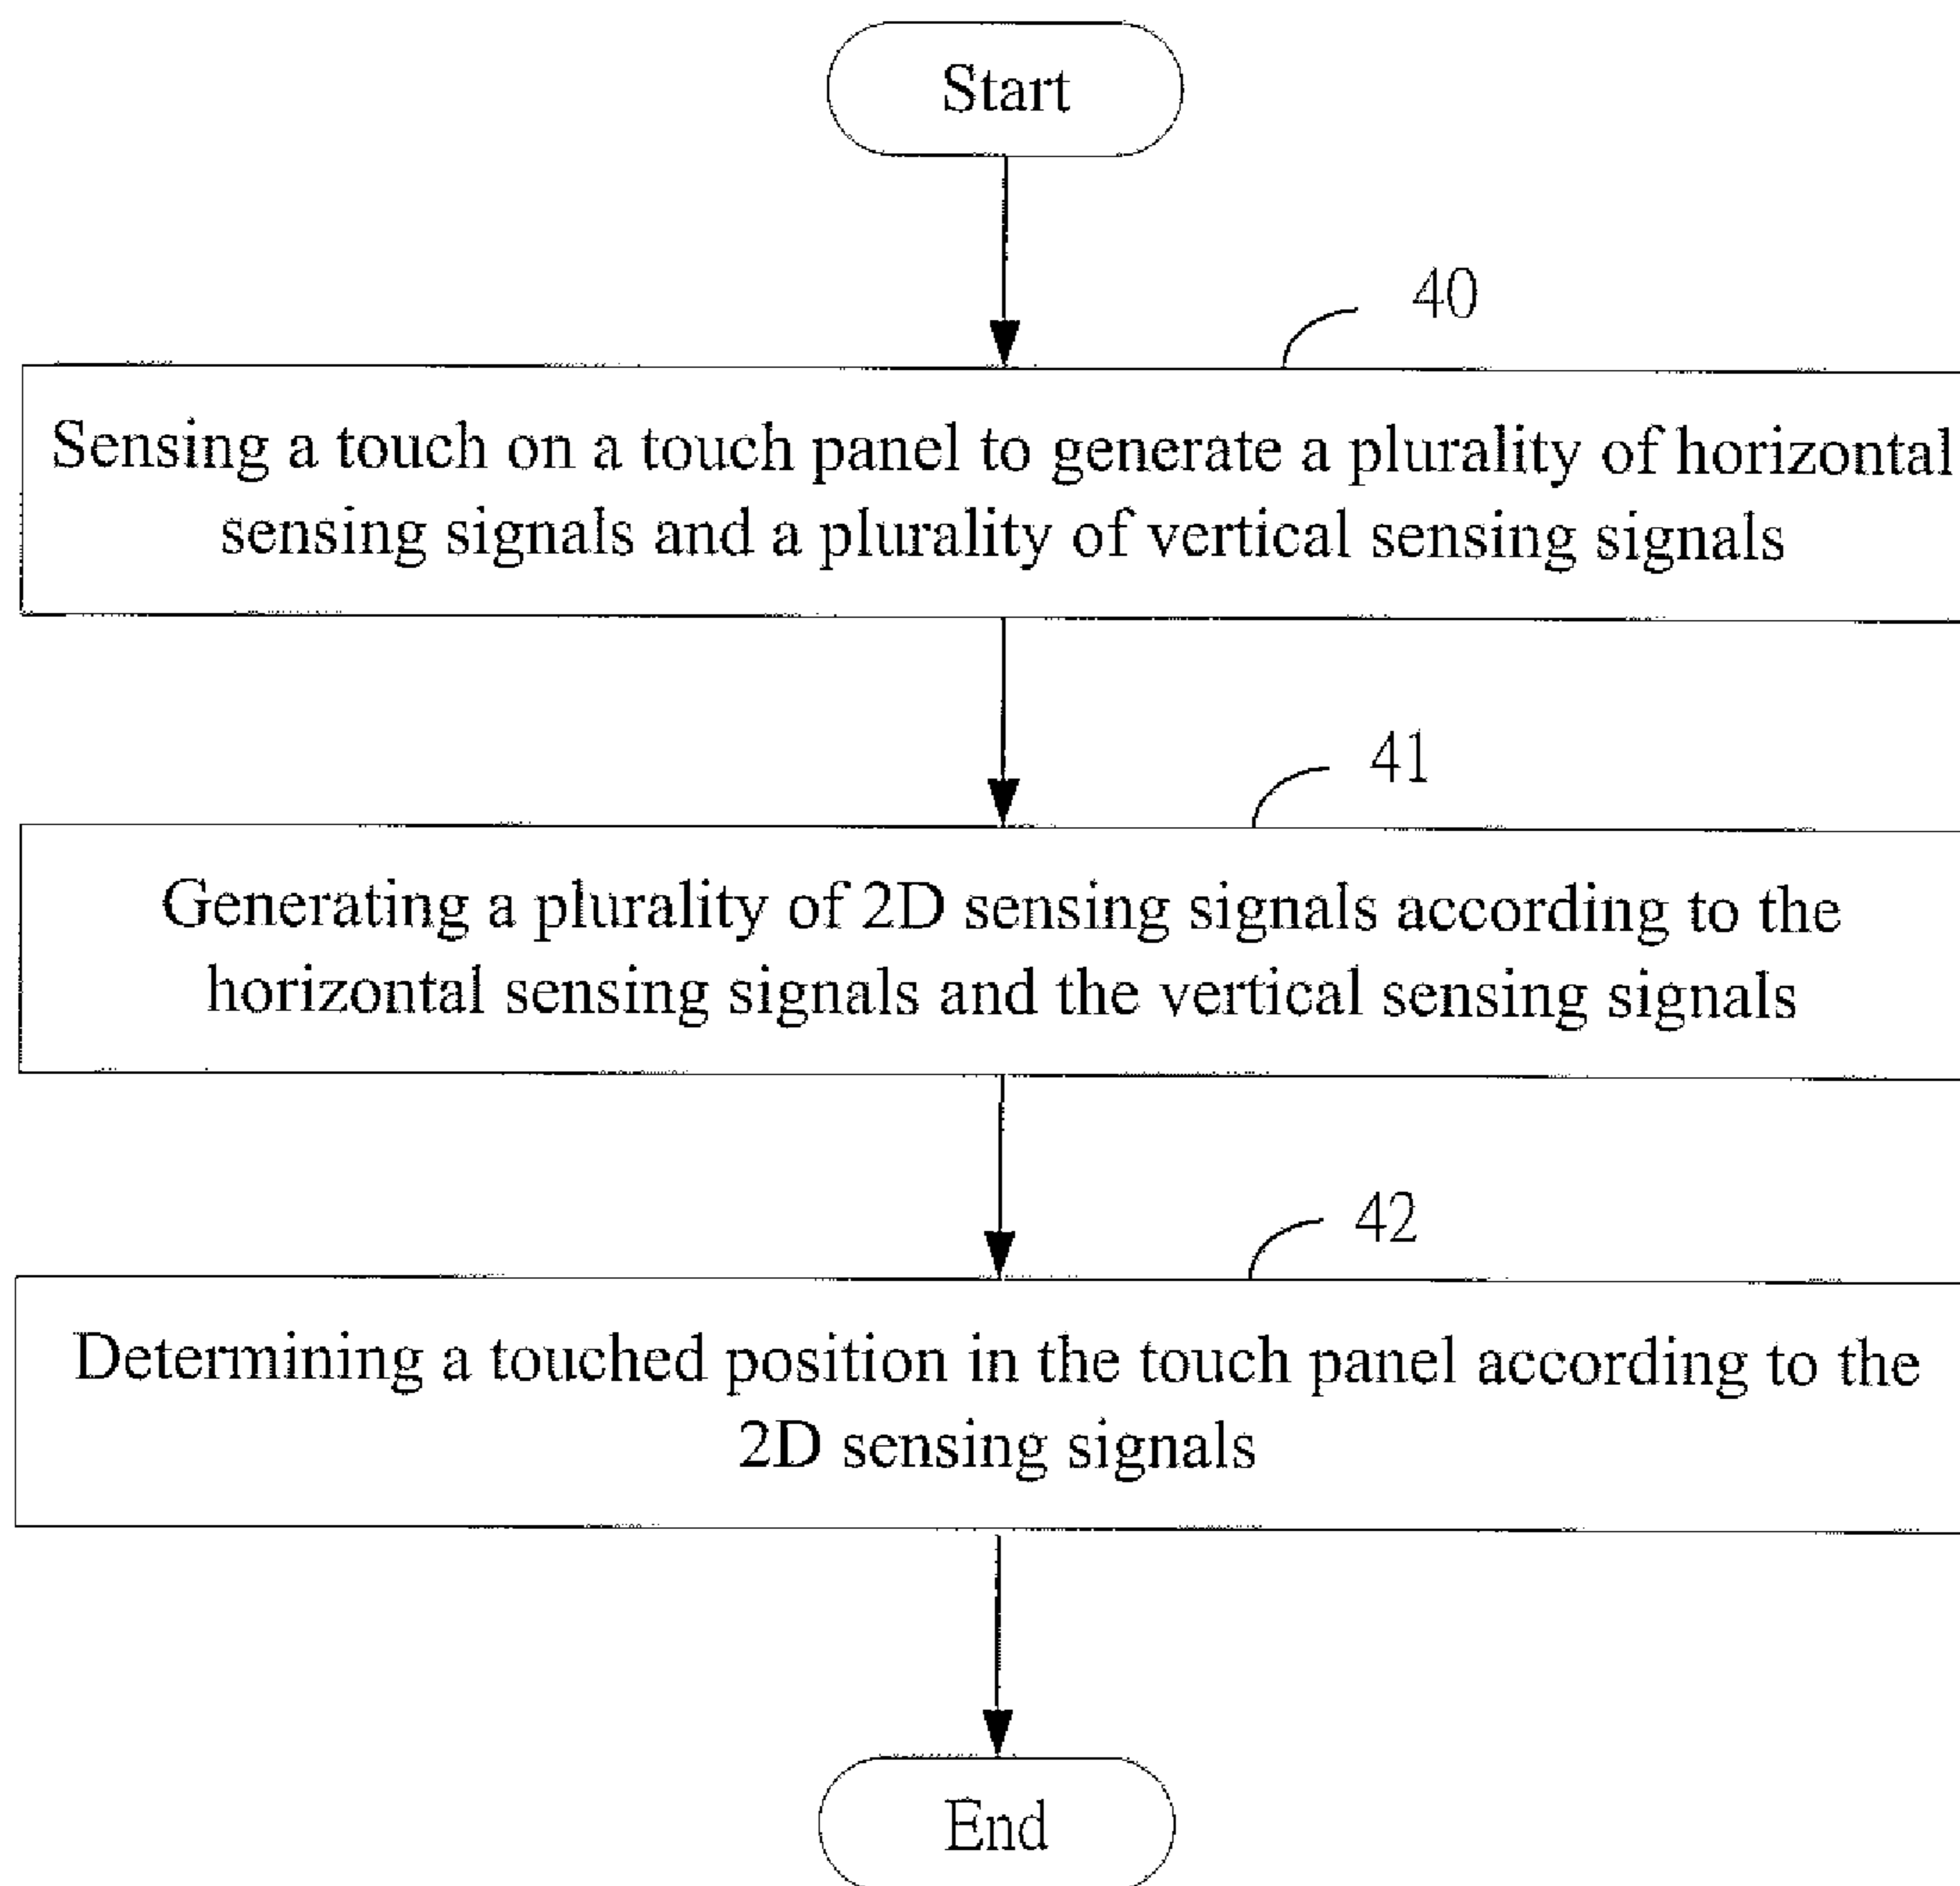 Start
40
Sensing a touch on a touch panel to generate a plurality of horizontal
sensing signals and a plurality of vertical sensing signals
41
Generating a plurality of 2D sensing signals according to the
horizontal sensing signals and the vertical sensing signals
42
Determining a touched position in the touch panel according to the
2D sensing signals
End